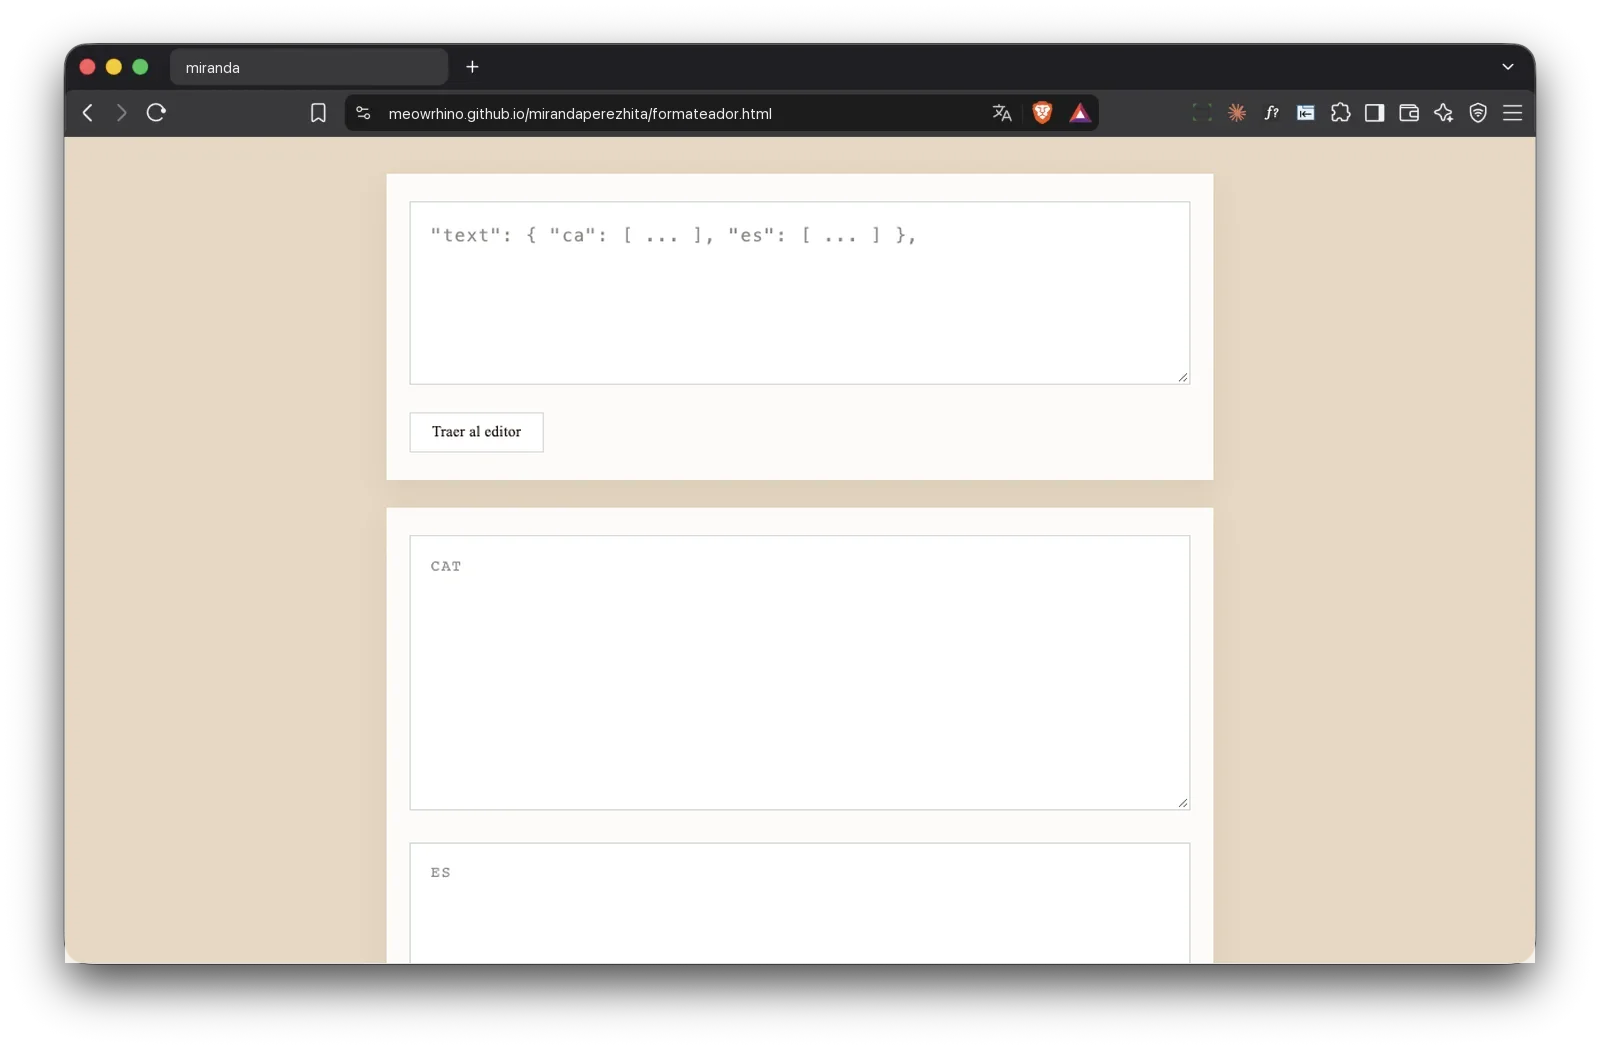 miranda
meowrhino.github.io/mirandaperezhita/formateador.html
f?
"text": { "ca": [ ... ], "es": [ ... ] },
Traer al editor
CAT
ES